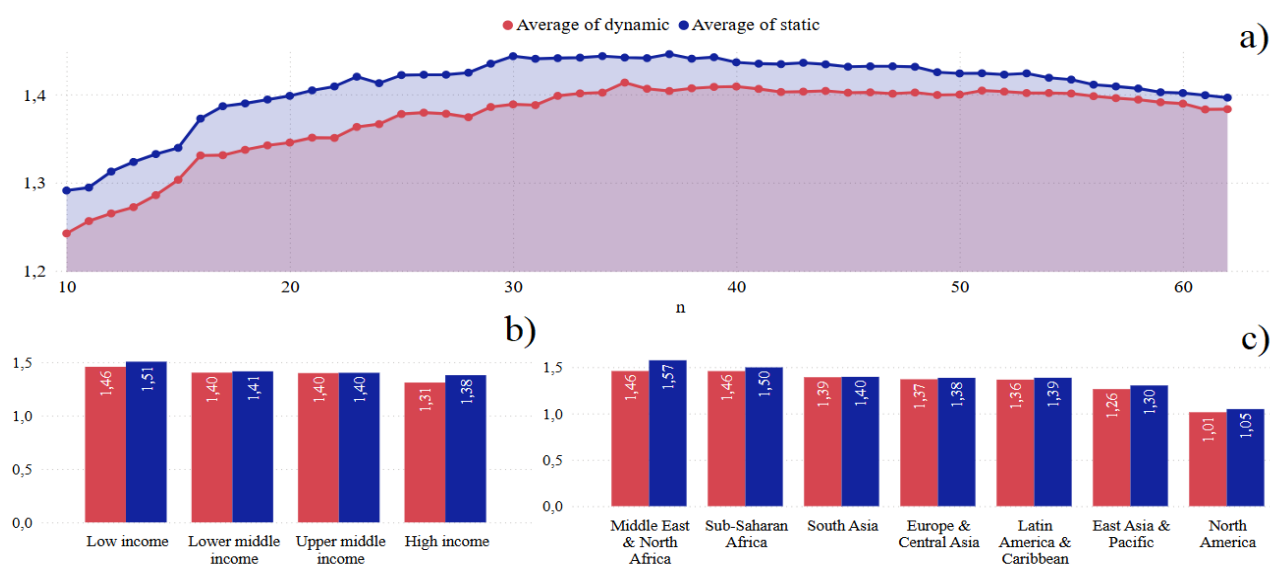 Average of dynamic Average of static
a)
1,4
1,3
1,2
10 20 30 40 50 60
n
b)
1,5
1,0
0,5
0,0
1,46 1,51 1,40 1,41 1,40 1,40 1,31 1,38
Low income Lower middle Upper middle High income
income income
c)
1,5
1,0
0,5
0,0
1,46 1,57 1,46 1,50 1,39 1,40 1,37 1,38 1,36 1,39 1,26 1,30 1,01 1,05
Middle East Sub-Saharan South Asia Europe & Latin East Asia & North
& North Africa Central Asia America & Pacific America
Africa Caribbean